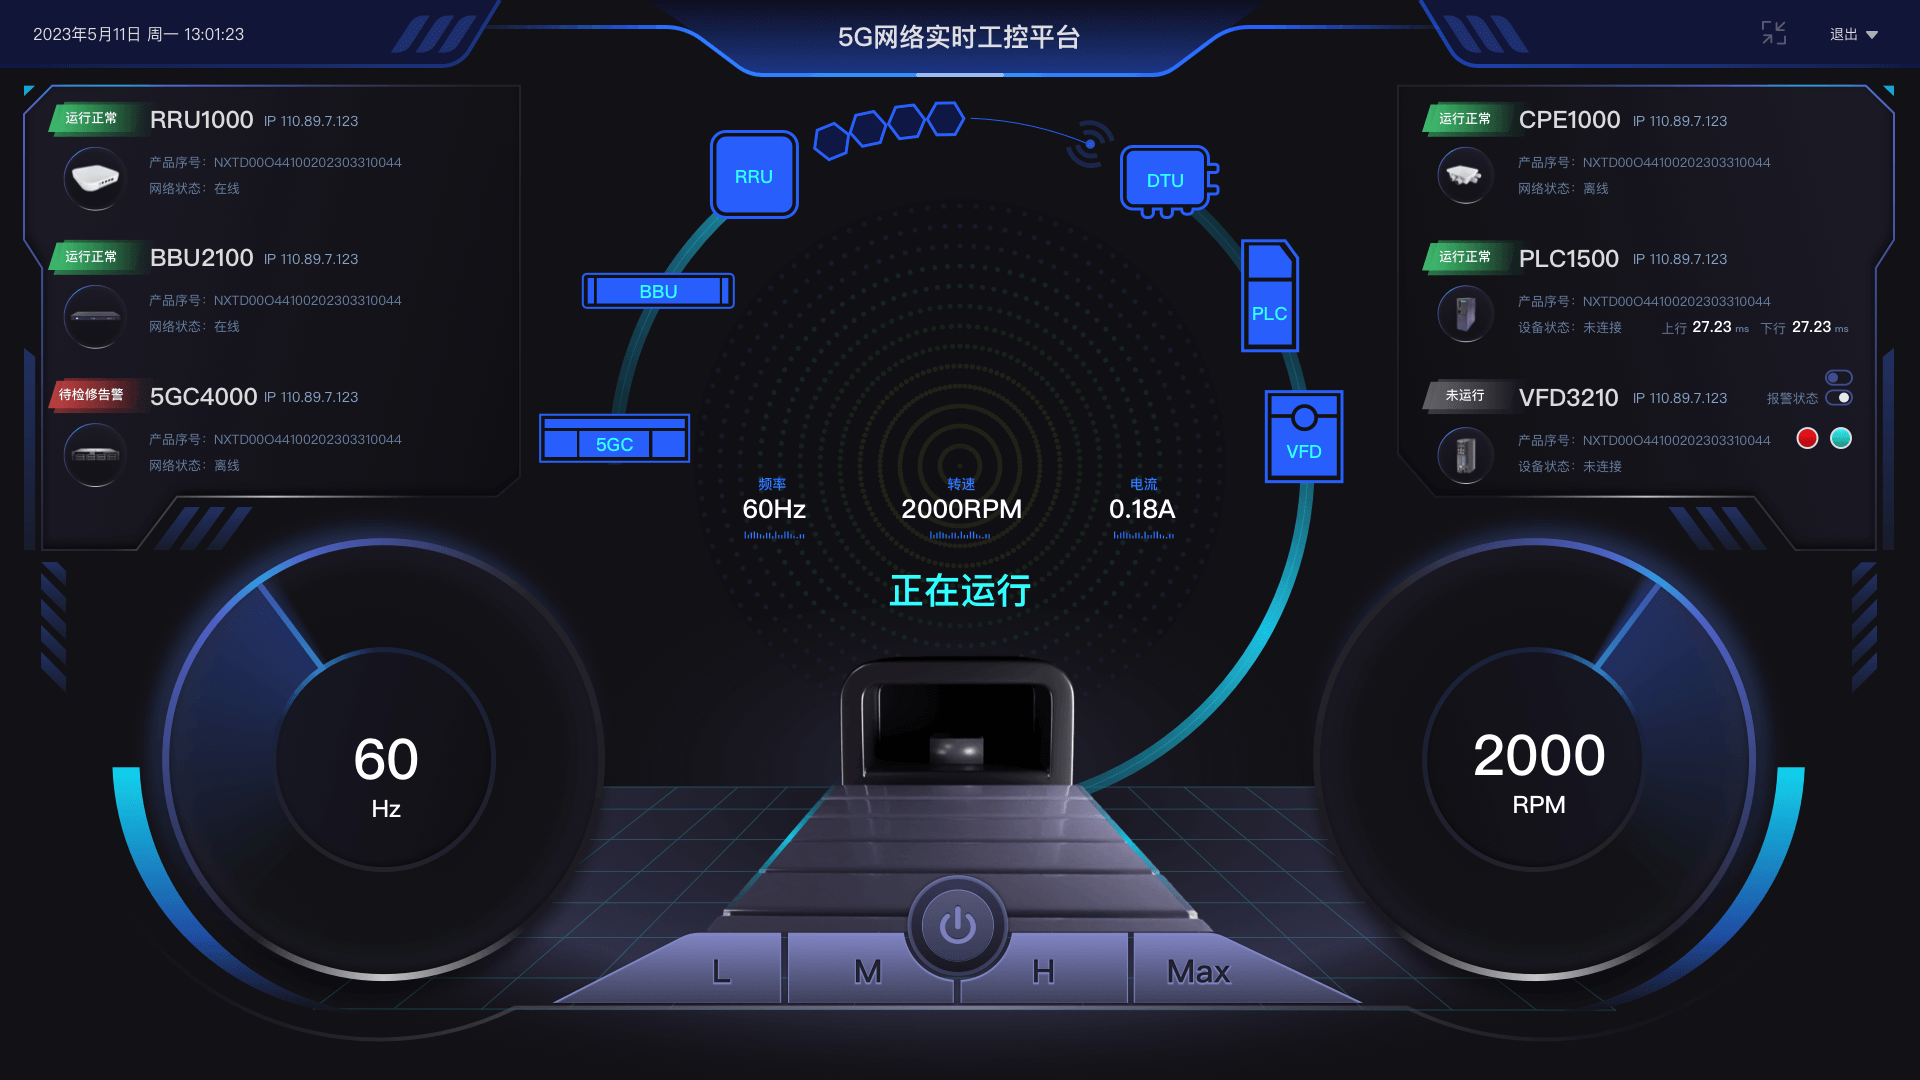 2023年5月11日 周一 13:01:23
5G网络实时工控平台
退出
运行正常 RRU1000 IP 110.89.7.123
产品序号：NXTD00O44100202303310044
网络状态：在线
运行正常 BBU2100 IP 110.89.7.123
产品序号：NXTD00O44100202303310044
网络状态：在线
待检修告警 5GC4000 IP 110.89.7.123
产品序号：NXTD00O44100202303310044
网络状态：离线
RRU
BBU
5GC
DTU
PLC
VFD
频率
60Hz
转速
2000RPM
电流
0.18A
正在运行
运行正常 CPE1000 IP 110.89.7.123
产品序号：NXTD00O44100202303310044
网络状态：离线
运行正常 PLC1500 IP 110.89.7.123
产品序号：NXTD00O44100202303310044
设备状态：未连接 上行 27.23 ms 下行 27.23 ms
未运行 VFD3210 IP 110.89.7.123 报警状态
产品序号：NXTD00O44100202303310044
设备状态：未连接
60
Hz
2000
RPM
L M H Max